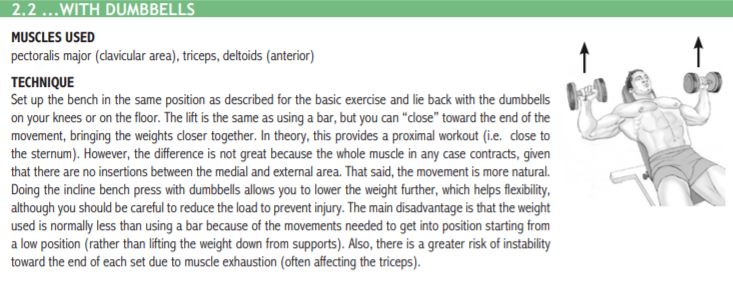 2.2 ...WITH DUMBBELLS
MUSCLES USED
pectoralis major (clavicular area), triceps, deltoids (anterior)
TECHNIQUE
Set up the bench in the same position as described for the basic exercise and lie back with the dumbbells
on your knees or on the floor. The lift is the same as using a bar, but you can “close” toward the end of the
movement, bringing the weights closer together. In theory, this provides a proximal workout (i.e. close to
the sternum). However, the difference is not great because the whole muscle in any case contracts, given
that there are no insertions between the medial and external area. That said, the movement is more natural.
Doing the incline bench press with dumbbells allows you to lower the weight further, which helps flexibility,
although you should be careful to reduce the load to prevent injury. The main disadvantage is that the weight
used is normally less than using a bar because of the movements needed to get into position starting from
a low position (rather than lifting the weight down from supports). Also, there is a greater risk of instability
toward the end of each set due to muscle exhaustion (often affecting the triceps).